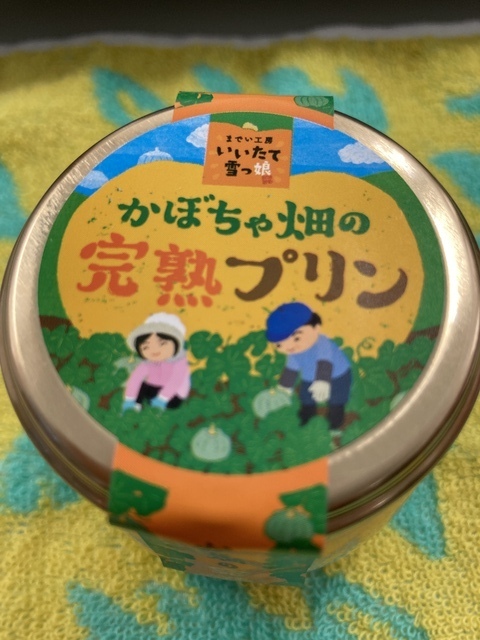 までい工房
いいたて
雪っ娘
かぼちゃ畑の
完熟プリン